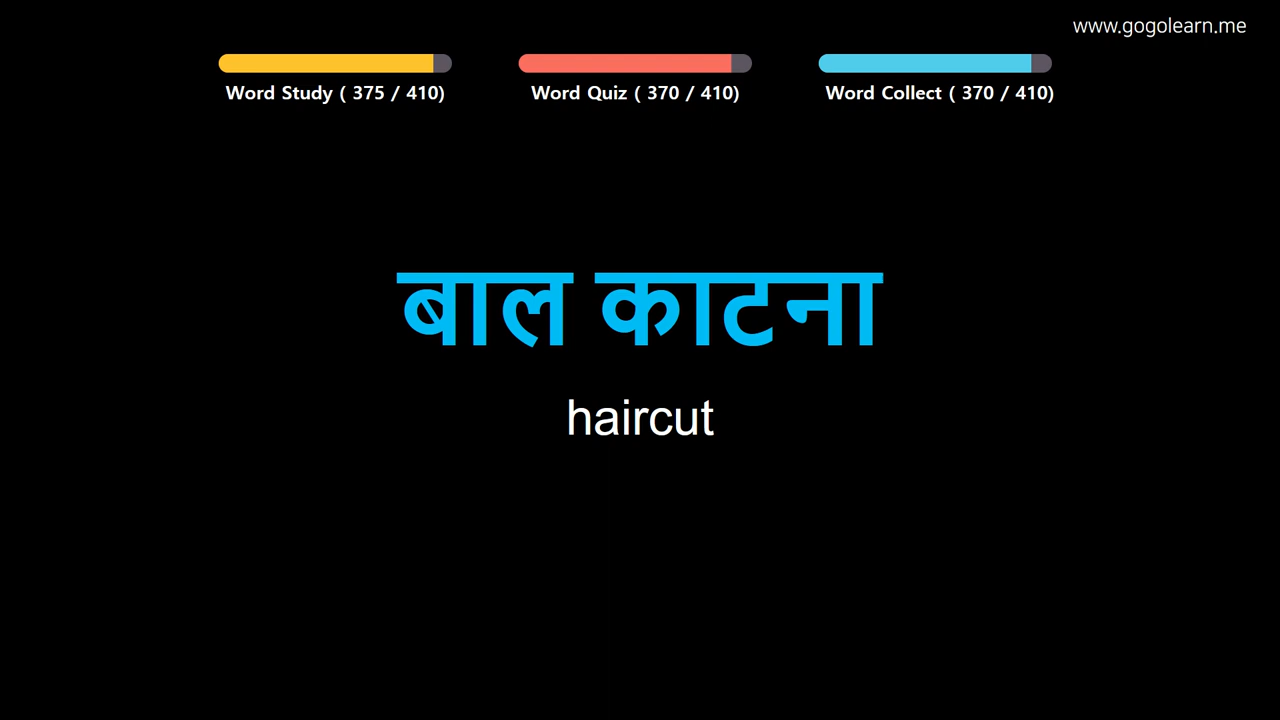 www.gogolearn.me
Word Study ( 375 / 410) Word Quiz ( 370 / 410) Word Collect ( 370 / 410)
बाल काटना
haircut